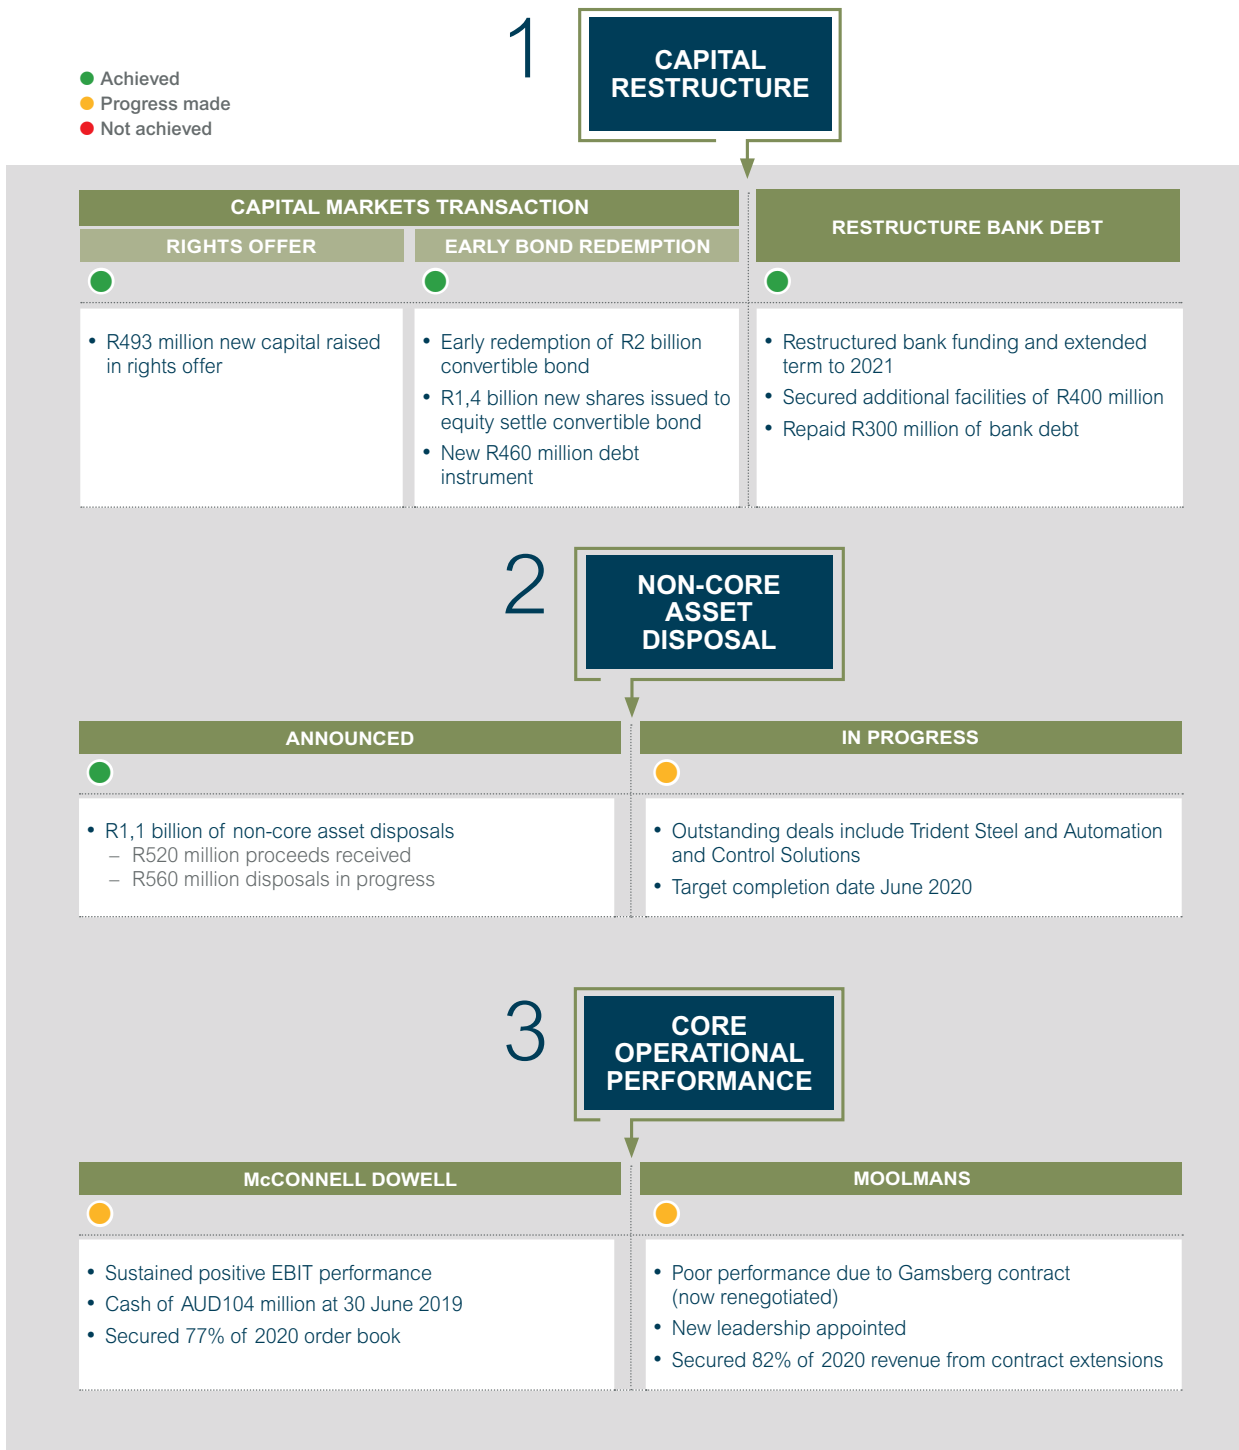 1
CAPITAL
RESTRUCTURE
Achieved
Progress made
Not achieved
CAPITAL MARKETS TRANSACTION
RIGHTS OFFER
EARLY BOND REDEMPTION
RESTRUCTURE BANK DEBT
• R493 million new capital raised
in rights offer
• Early redemption of R2 billion
convertible bond
• R1,4 billion new shares issued to
equity settle convertible bond
• New R460 million debt
instrument
• Restructured bank funding and extended
term to 2021
• Secured additional facilities of R400 million
• Repaid R300 million of bank debt
2
NON-CORE
ASSET
DISPOSAL
ANNOUNCED
IN PROGRESS
• R1,1 billion of non-core asset disposals
– R520 million proceeds received
– R560 million disposals in progress
• Outstanding deals include Trident Steel and Automation
and Control Solutions
• Target completion date June 2020
3
CORE
OPERATIONAL
PERFORMANCE
McCONNELL DOWELL
MOOLMANS
• Sustained positive EBIT performance
• Cash of AUD104 million at 30 June 2019
• Secured 77% of 2020 order book
• Poor performance due to Gamsberg contract
(now renegotiated)
• New leadership appointed
• Secured 82% of 2020 revenue from contract extensions